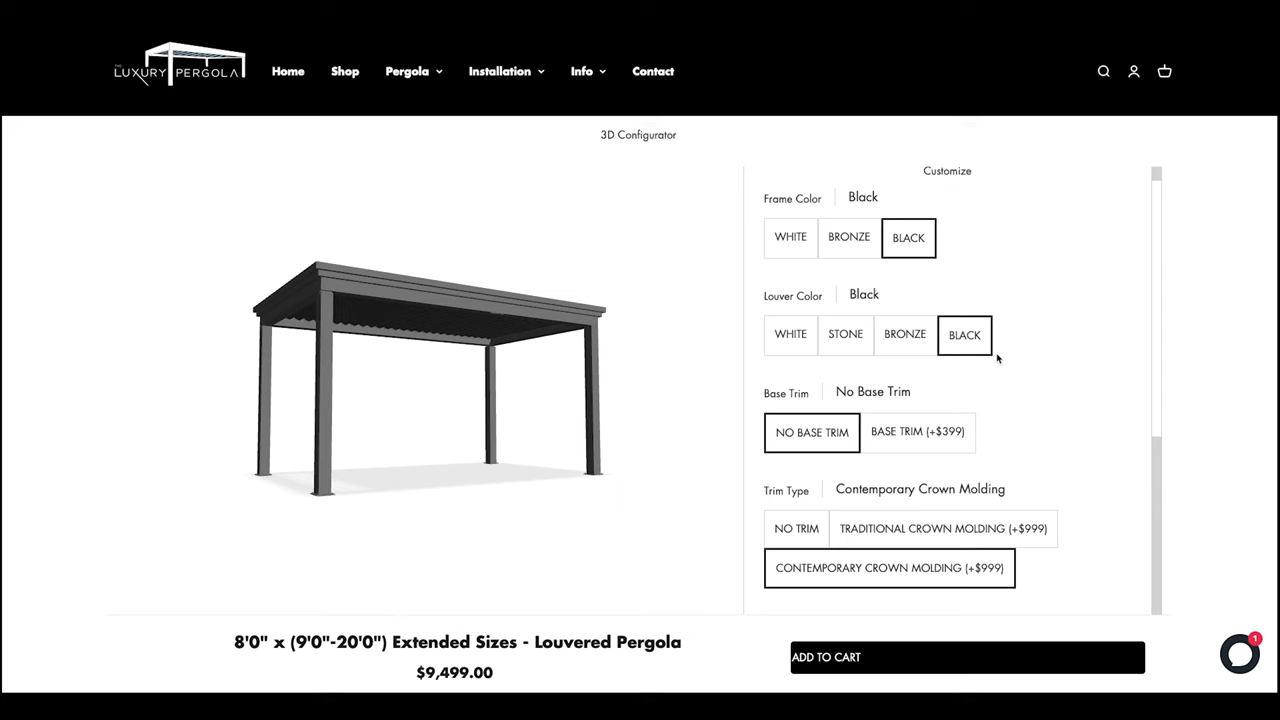 THE
LUXURY PERGOLA
Home
Shop
Pergola
Installation
Info
Contact
3D Configurator
Customize
Frame Color
Black
WHITE
BRONZE
BLACK
Louver Color
Black
WHITE
STONE
BRONZE
BLACK
Base Trim
No Base Trim
NO BASE TRIM
BASE TRIM (+$399)
Trim Type
Contemporary Crown Molding
NO TRIM
TRADITIONAL CROWN MOLDING (+$999)
CONTEMPORARY CROWN MOLDING (+$999)
8'0" x (9'0"-20'0") Extended Sizes - Louvered Pergola
$9,499.00
ADD TO CART
1